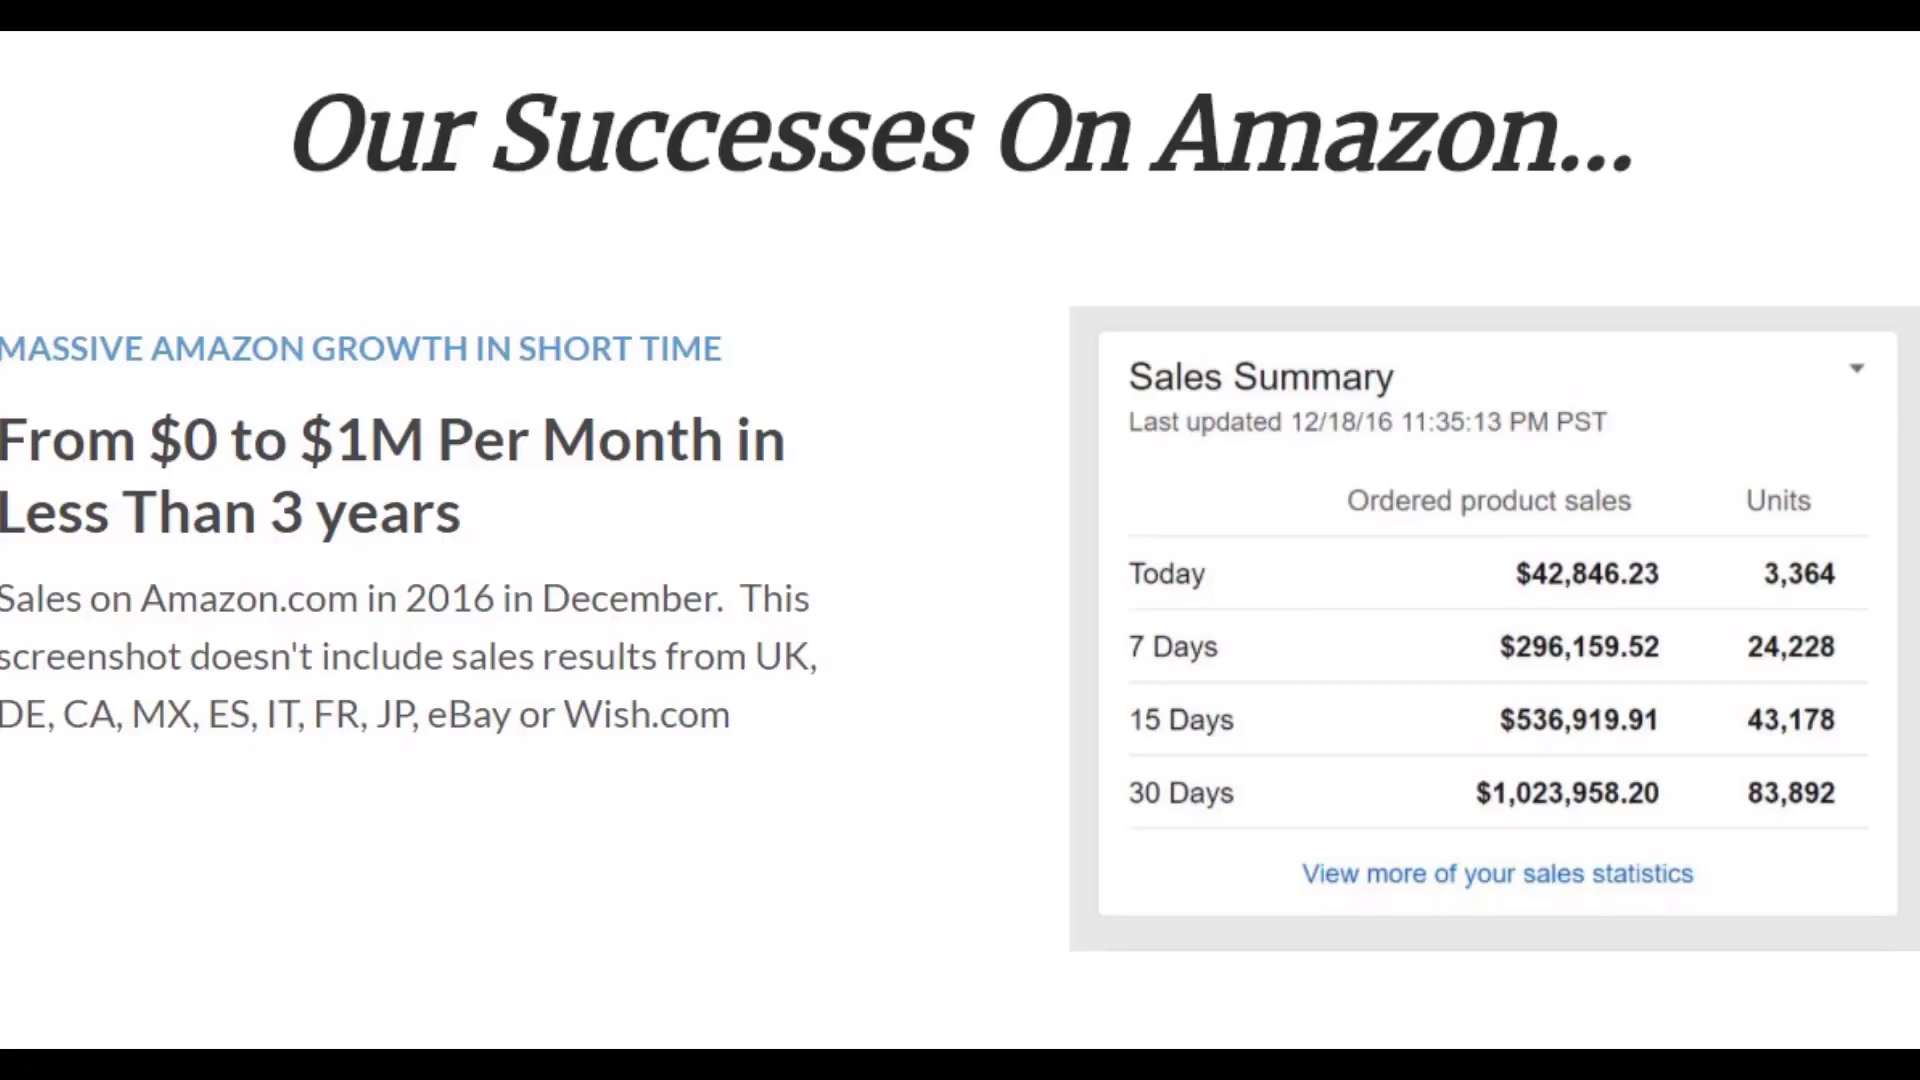 Our Successes On Amazon...
MASSIVE AMAZON GROWTH IN SHORT TIME
From $0 to $1M Per Month in
Less Than 3 years
Sales on Amazon.com in 2016 in December.  This
screenshot doesn't include sales results from UK,
DE, CA, MX, ES, IT, FR, JP, eBay or Wish.com
Sales Summary
Last updated 12/18/16 11:35:13 PM PST
Ordered product sales Units
Today $42,846.23 3,364
7 Days $296,159.52 24,228
15 Days $536,919.91 43,178
30 Days $1,023,958.20 83,892
View more of your sales statistics